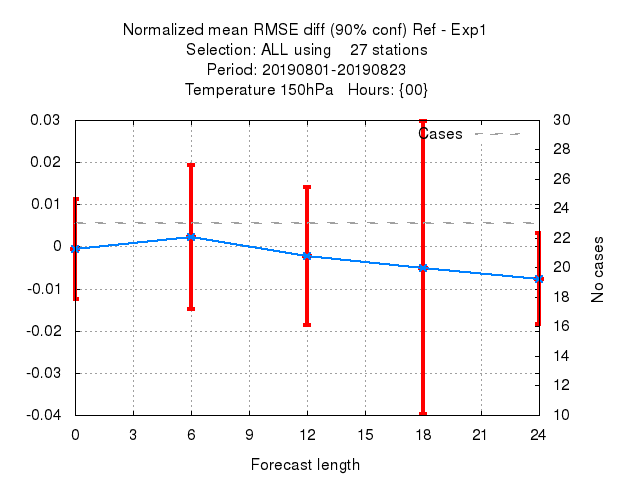 Normalized mean RMSE diff (90% conf) Ref - Exp1
Selection: ALL using    27 stations
Period: 20190801-20190823
Temperature 150hPa   Hours: {00}
Cases
0.03
0.02
0.01
0
-0.01
-0.02
-0.03
-0.04
30
28
26
24
22
20
18
16
14
12
10
No cases
0 3 6 9 12 15 18 21 24
Forecast length